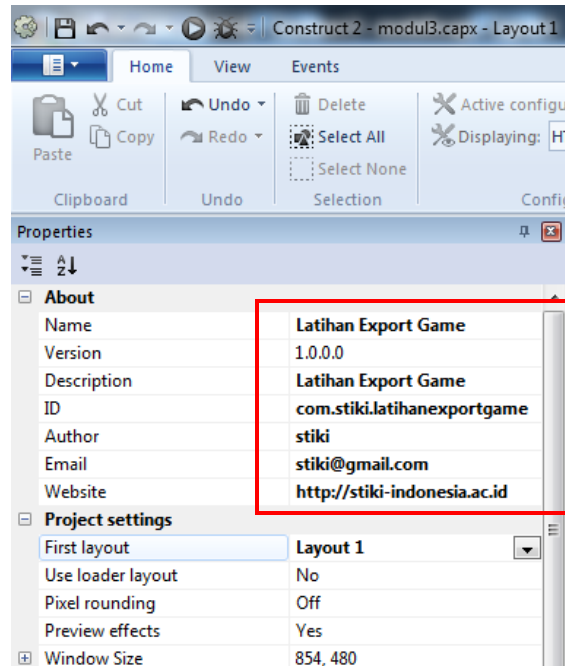 Construct 2 - modul3.capx - Layout 1
Home View Events
Cut Undo Delete Active configu
Paste Copy Redo Select All Displaying: HT
Select None
Clipboard Undo Selection Confi
Properties
A
Z
About
Name Latihan Export Game
Version 1.0.0.0
Description Latihan Export Game
ID com.stiki.latihanexportgame
Author stiki
Email stiki@gmail.com
Website http://stiki-indonesia.ac.id
Project settings
First layout Layout 1
Use loader layout No
Pixel rounding Off
Preview effects Yes
Window Size 854, 480